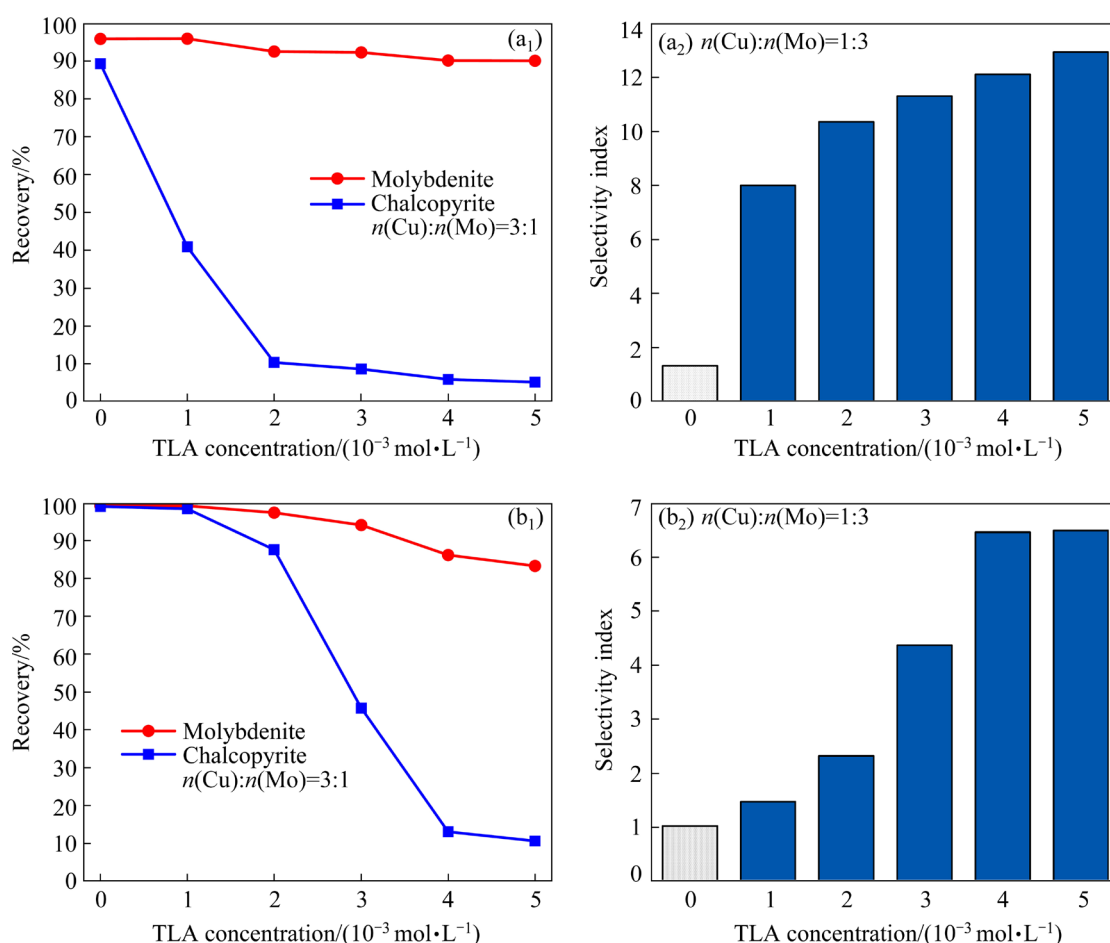 100
90
80
70
60
50
40
30
20
10
0
Recovery/%
(a₁)
Molybdenite
Chalcopyrite
n(Cu):n(Mo)=3:1
0 1 2 3 4 5
TLA concentration/(10⁻³ mol·L⁻¹)
14
12
10
8
6
4
2
0
Selectivity index
(a₂) n(Cu):n(Mo)=1:3
0 1 2 3 4 5
TLA concentration/(10⁻³ mol·L⁻¹)
100
90
80
70
60
50
40
30
20
10
0
Recovery/%
(b₁)
Molybdenite
Chalcopyrite
n(Cu):n(Mo)=3:1
0 1 2 3 4 5
TLA concentration/(10⁻³ mol·L⁻¹)
7
6
5
4
3
2
1
0
Selectivity index
(b₂) n(Cu):n(Mo)=1:3
0 1 2 3 4 5
TLA concentration/(10⁻³ mol·L⁻¹)